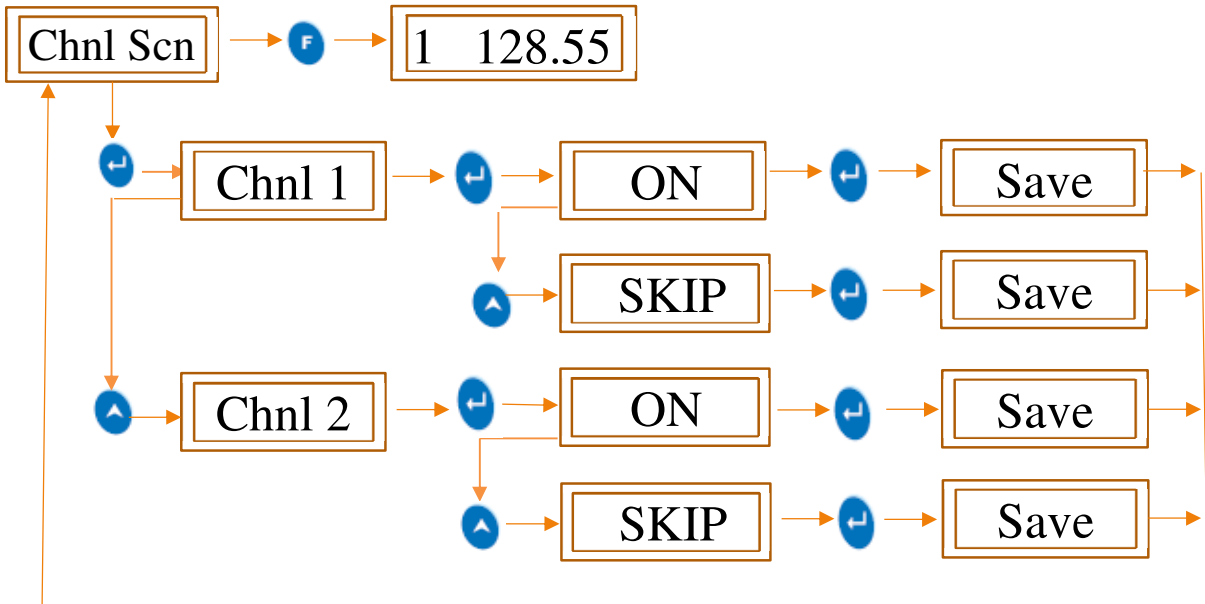 Chnl Scn
F
1 128.55
Chnl 1
ON
Save
SKIP
Save
Chnl 2
ON
Save
SKIP
Save